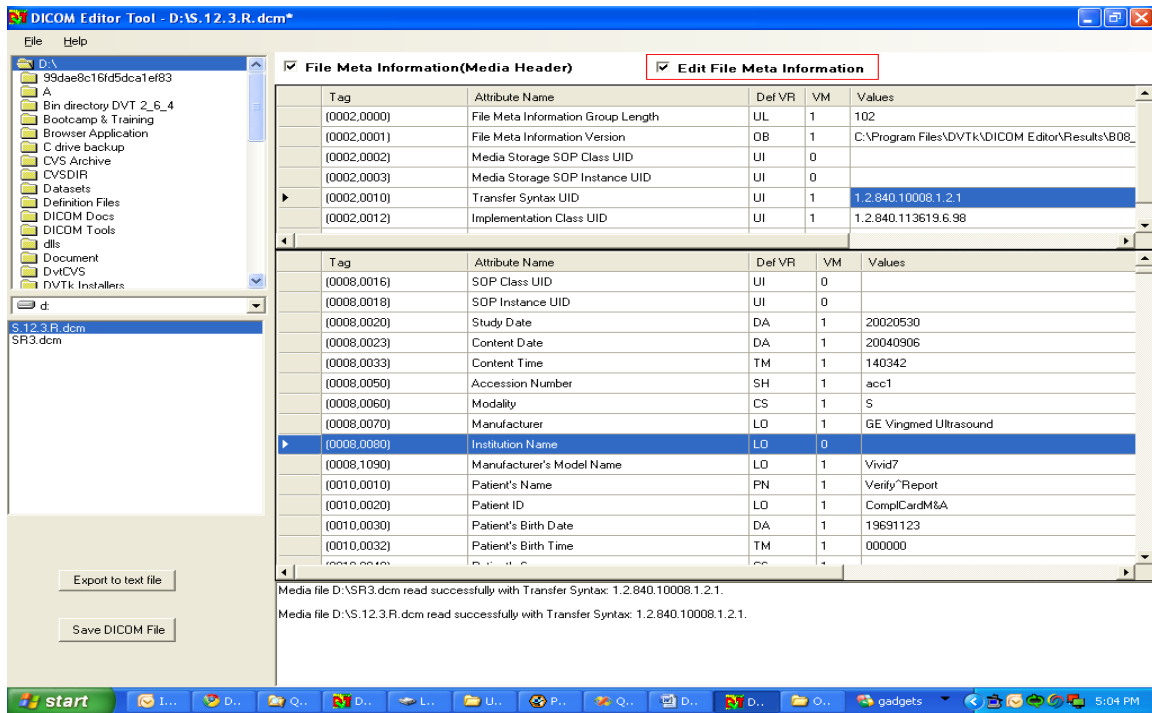 DICOM Editor Tool - D:\S.12.3.R.dcm*
File Help
D:\
99dae8c16fd5dca1ef83
A
Bin directory DVT 2_6_4
Bootcamp & Training
Browser Application
C drive backup
CVS Archive
CVSDIR
Datasets
Definition Files
DICOM Docs
DICOM Tools
dlls
Document
DvtCVS
DVTk Installers
d:
S.12.3.R.dcm
SR3.dcm
Export to text file
Save DICOM File
File Meta Information(Media Header) Edit File Meta Information
Tag Attribute Name Def VR VM Values
(0002,0000) File Meta Information Group Length UL 1 102
(0002,0001) File Meta Information Version OB 1 C:\Program Files\DVTk\DICOM Editor\Results\B08_
(0002,0002) Media Storage SOP Class UID UI 0
(0002,0003) Media Storage SOP Instance UID UI 0
(0002,0010) Transfer Syntax UID UI 1 1.2.840.10008.1.2.1
(0002,0012) Implementation Class UID UI 1 1.2.840.113619.6.98
Tag Attribute Name Def VR VM Values
(0008,0016) SOP Class UID UI 0
(0008,0018) SOP Instance UID UI 0
(0008,0020) Study Date DA 1 20020530
(0008,0023) Content Date DA 1 20040906
(0008,0033) Content Time TM 1 140342
(0008,0050) Accession Number SH 1 acc1
(0008,0060) Modality CS 1 S
(0008,0070) Manufacturer LO 1 GE Vingmed Ultrasound
(0008,0080) Institution Name LO 0
(0008,1090) Manufacturer's Model Name LO 1 Vivid7
(0010,0010) Patient's Name PN 1 Verify^Report
(0010,0020) Patient ID LO 1 ComplCardM&A
(0010,0030) Patient's Birth Date DA 1 19691123
(0010,0032) Patient's Birth Time TM 1 000000
Media file D:\SR3.dcm read successfully with Transfer Syntax: 1.2.840.10008.1.2.1.
Media file D:\S.12.3.R.dcm read successfully with Transfer Syntax: 1.2.840.10008.1.2.1.
start I... D.. Q.. D.. L... U.. P.. Q.. D.. D.. O.. gadgets 5:04 PM